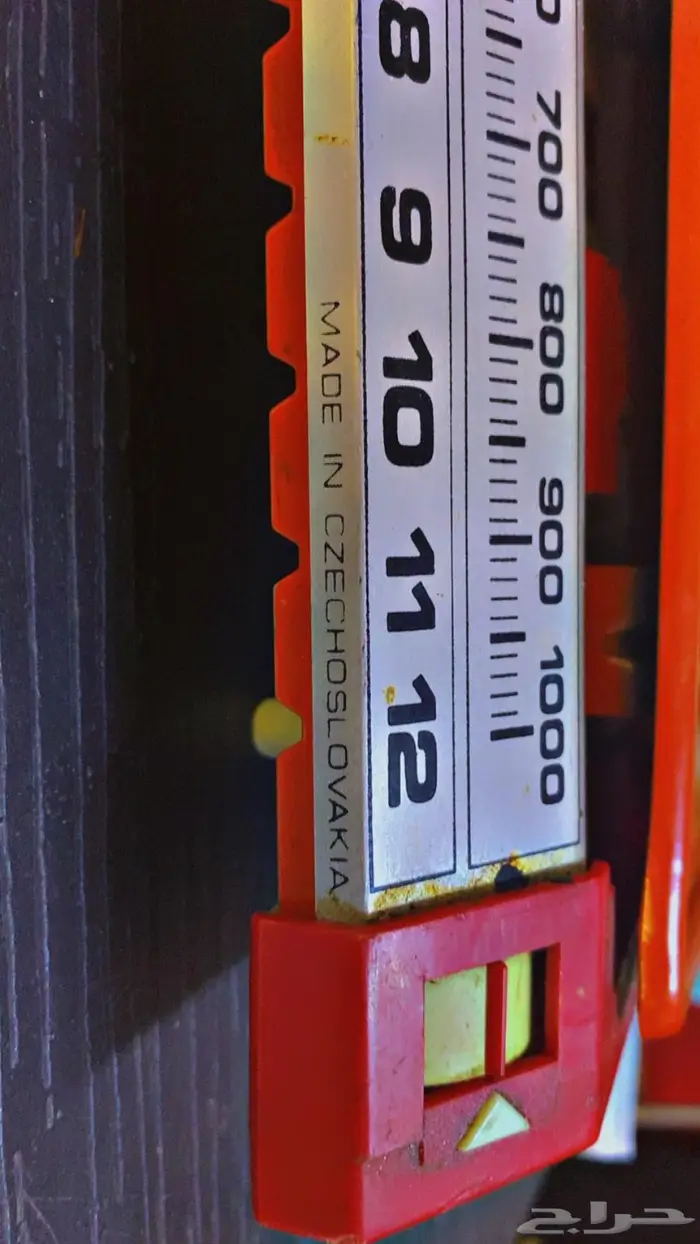 8 9 10 11 12
700 800 900 1000
MADE IN CZECHOSLOVAKIA
حراج